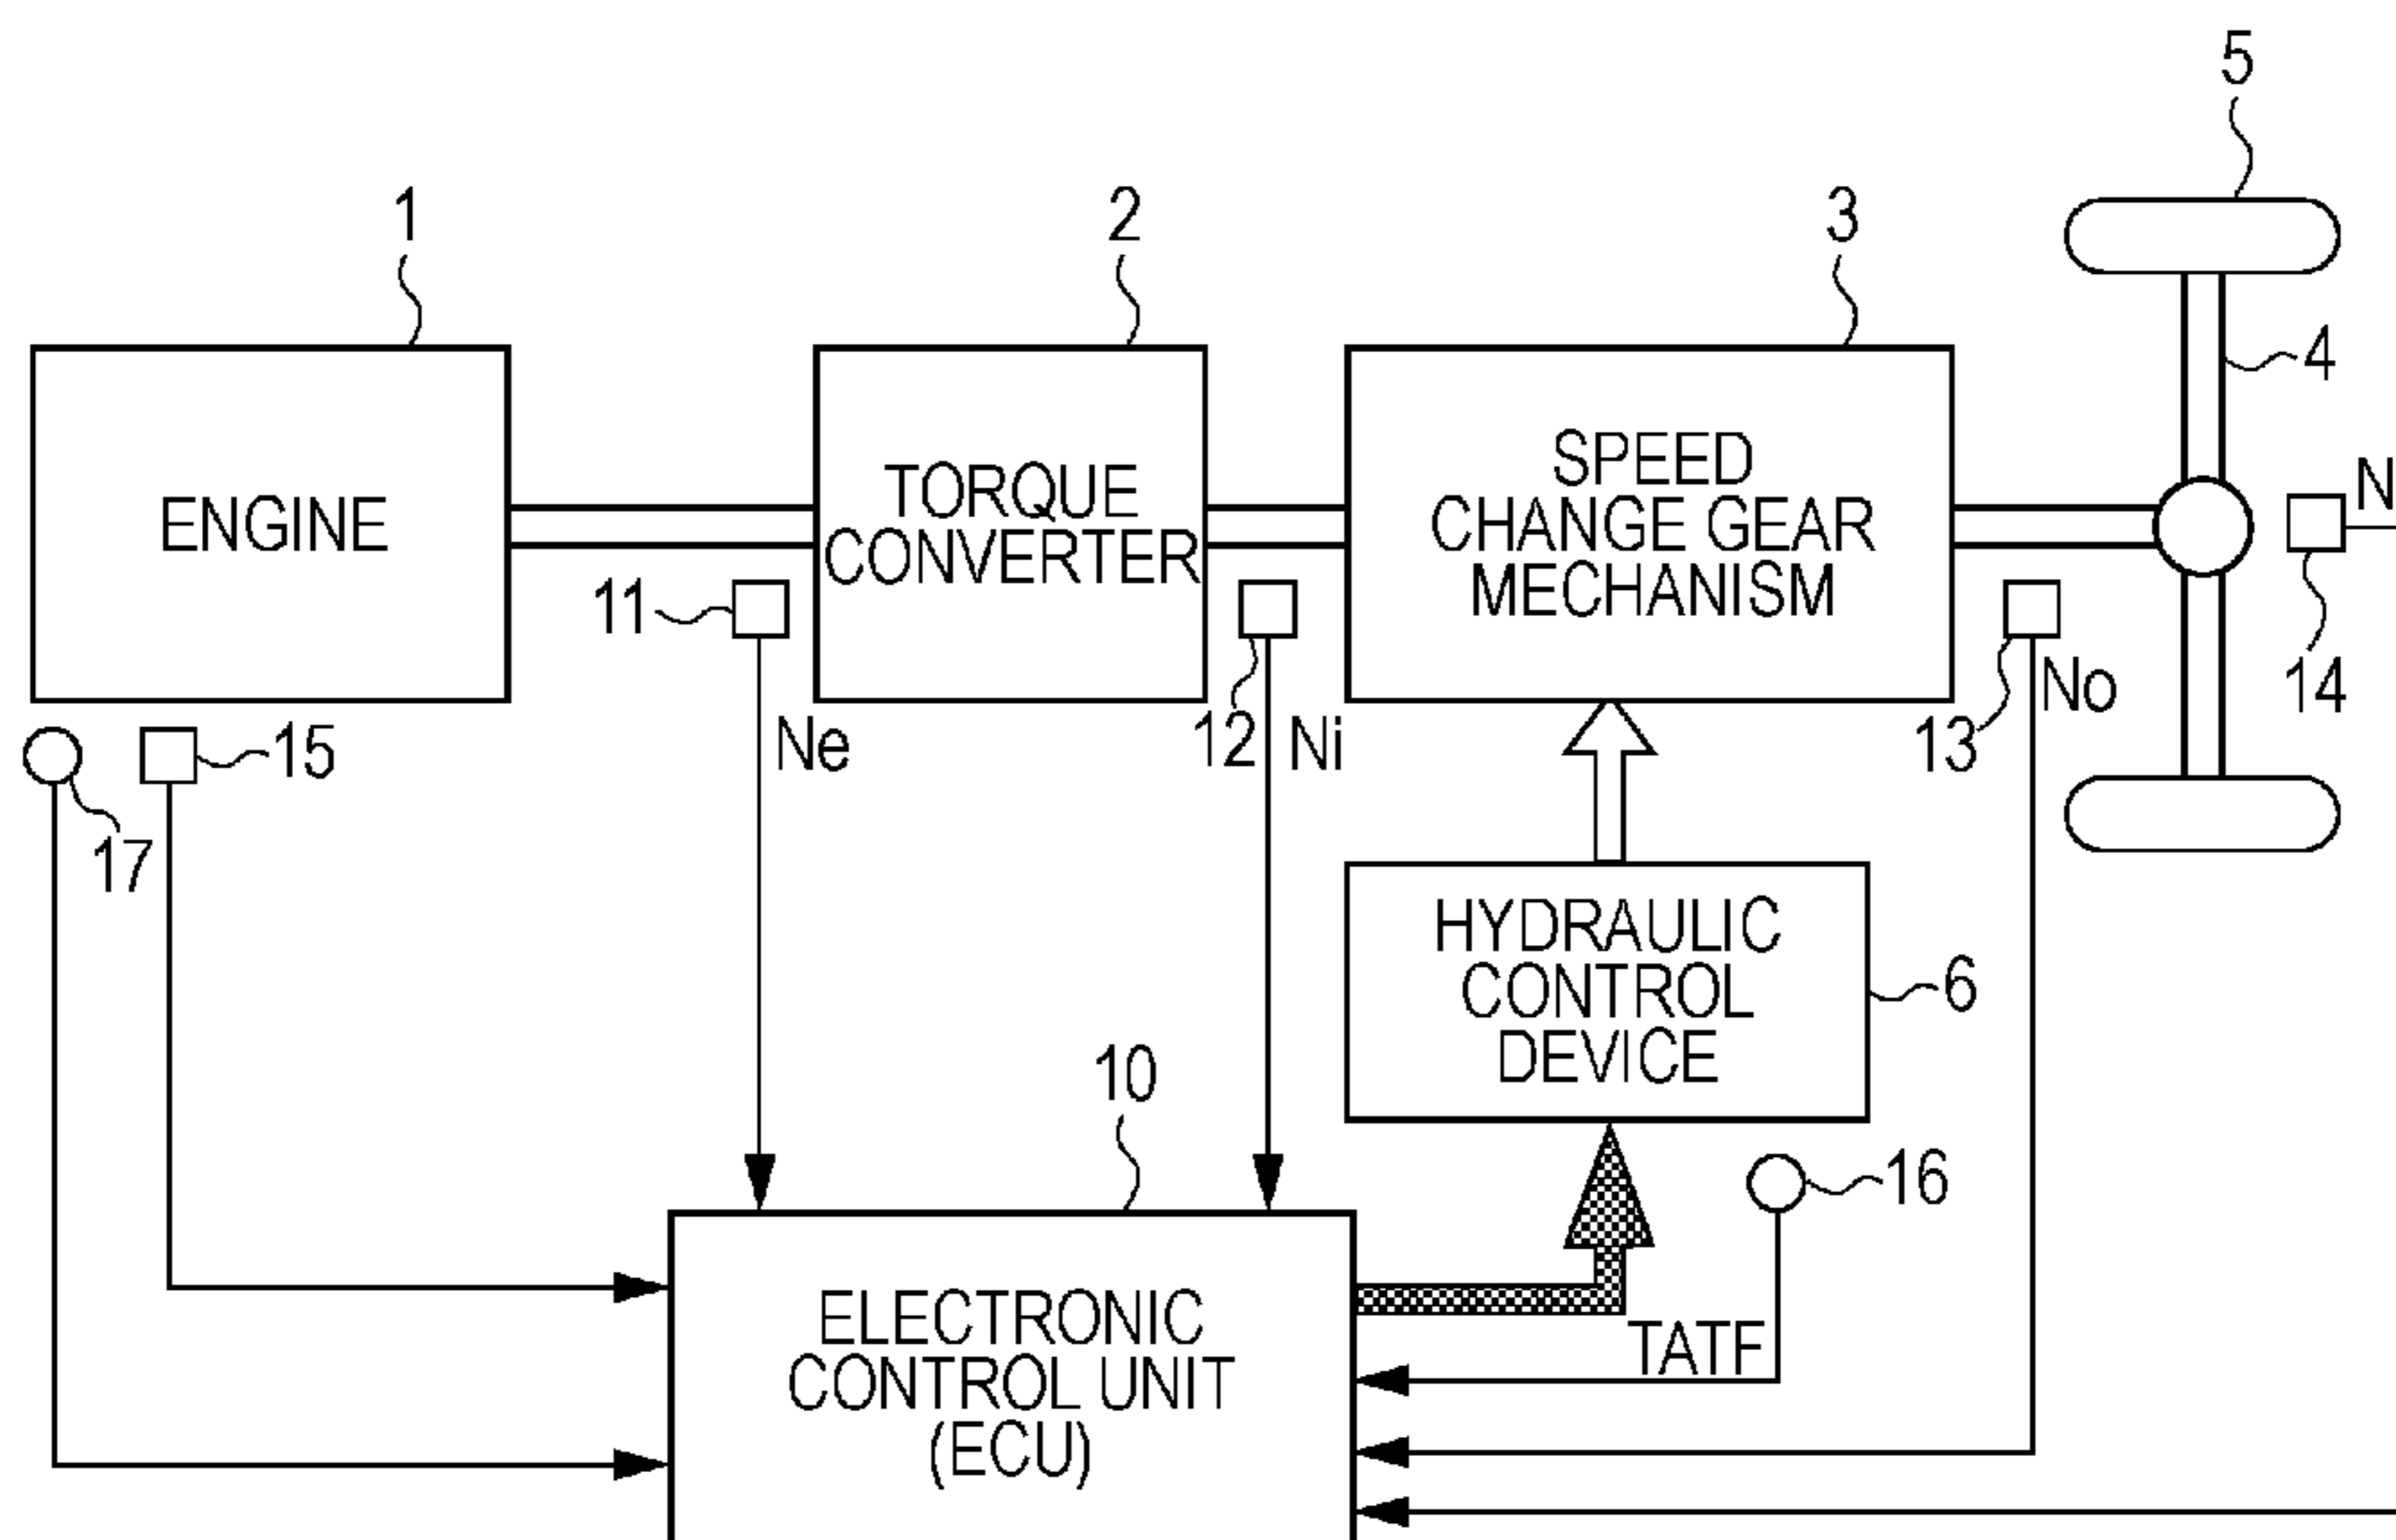 5
1
2
3
4
ENGINE
TORQUE
CONVERTER
SPEED
CHANGE GEAR
MECHANISM
N
11
12
13
14
15
17
Ne
Ni
No
HYDRAULIC
CONTROL
DEVICE
6
10
16
ELECTRONIC
CONTROL UNIT
(ECU)
TATF